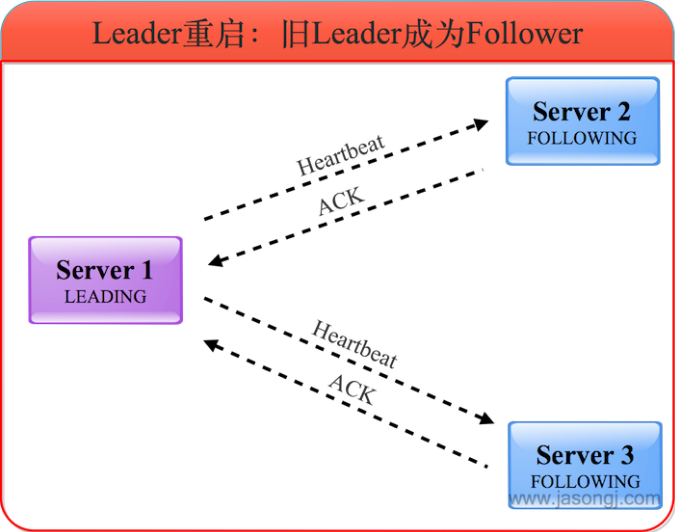 Leader重启：旧Leader成为Follower
Server 2
FOLLOWING
Heartbeat
ACK
Server 1
LEADING
Heartbeat
ACK
Server 3
FOLLOWING
www.jasongj.com